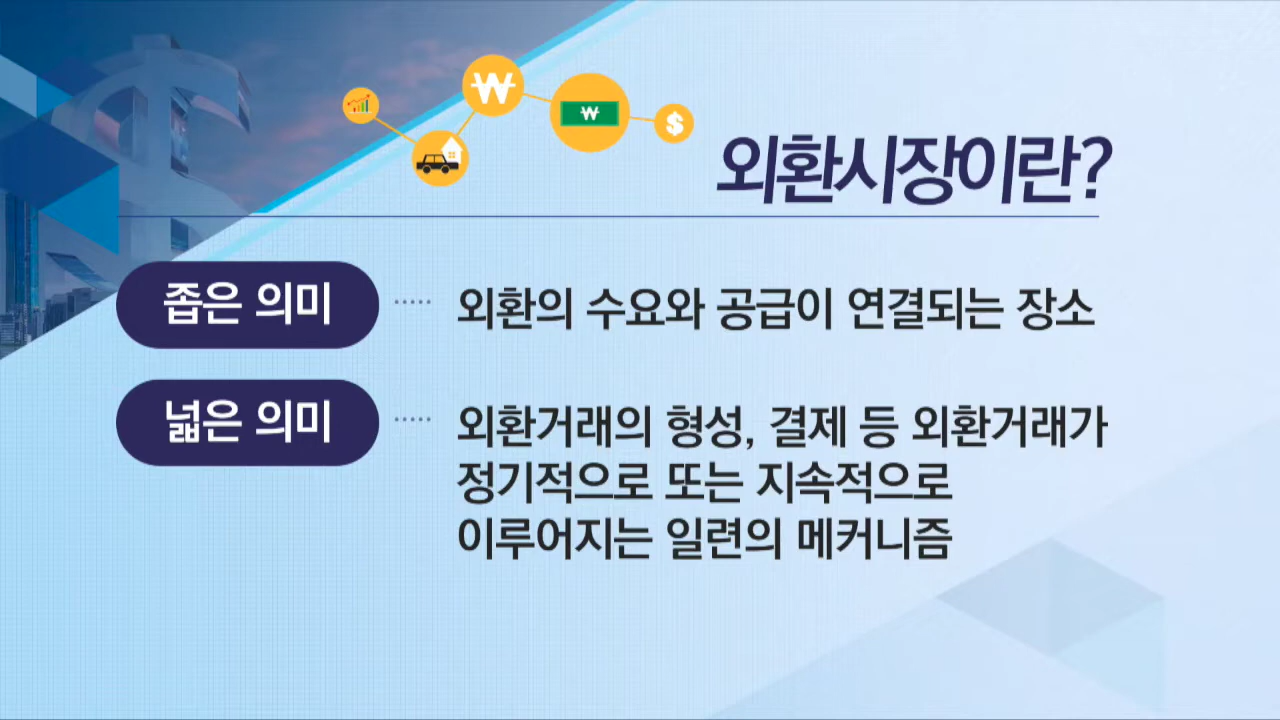 외환시장이란?
좁은 의미 ····· 외환의 수요와 공급이 연결되는 장소
넓은 의미 ····· 외환거래의 형성, 결제 등 외환거래가
정기적으로 또는 지속적으로
이루어지는 일련의 메커니즘
₩
₩
$